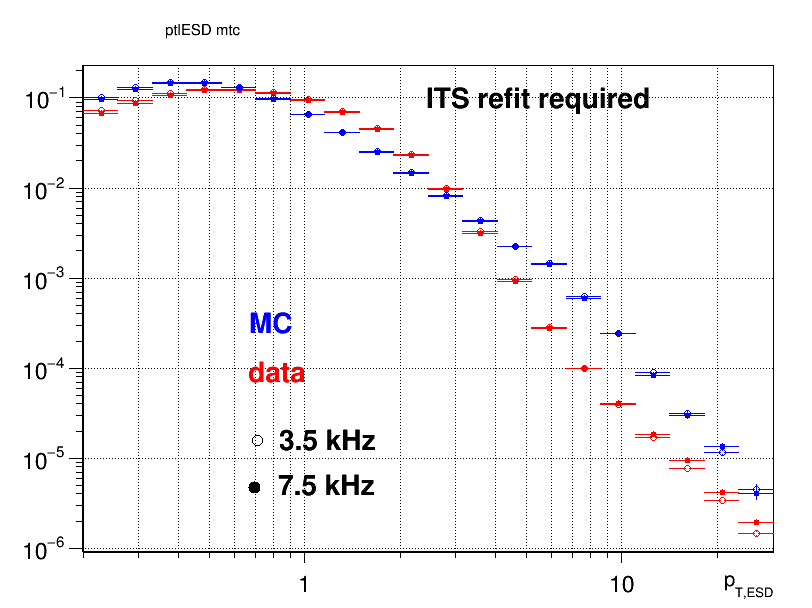 ptlESD mtc
ITS refit required
10⁻¹
10⁻²
10⁻³
10⁻⁴
10⁻⁵
10⁻⁶
MC
data
3.5 kHz
7.5 kHz
1
10
p_T,ESD